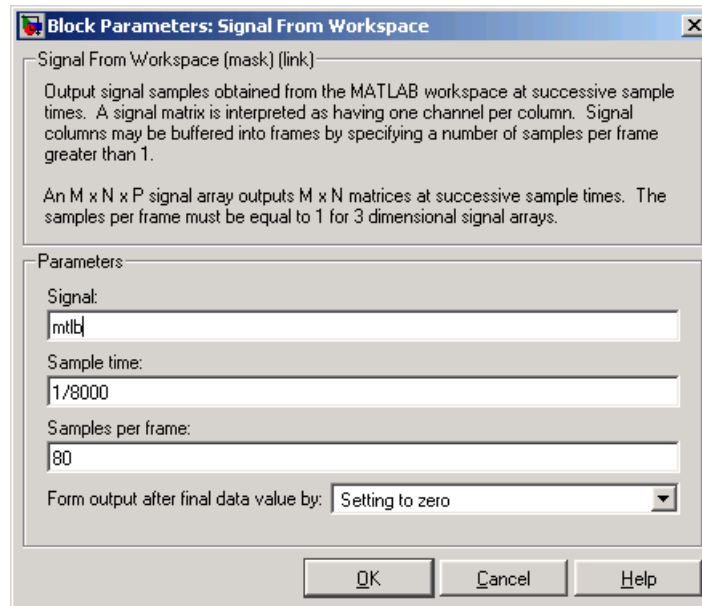 Block Parameters: Signal From Workspace
Signal From Workspace (mask) (link)
Output signal samples obtained from the MATLAB workspace at successive sample
times. A signal matrix is interpreted as having one channel per column. Signal
columns may be buffered into frames by specifying a number of samples per frame
greater than 1.
An M x N x P signal array outputs M x N matrices at successive sample times. The
samples per frame must be equal to 1 for 3 dimensional signal arrays.
Parameters
Signal:
mtlb
Sample time:
1/8000
Samples per frame:
80
Form output after final data value by: Setting to zero
OK Cancel Help